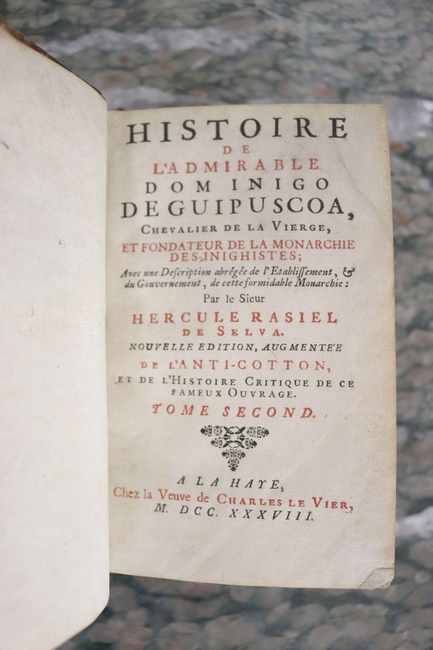 HISTOIRE
DE
L'ADMIRABLE
DOM INIGO
DE GUIPUSCOA,
CHEVALIER DE LA VIERGE,
ET FONDATEUR DE LA MONARCHIE
DES INIGHISTES;
Avec une Description abrégée de l'Etablissement, &
du Gouvernement, de cette formidable Monarchie:
Par le Sieur
HERCULE RASIEL
DE SELVA.
NOUVELLE EDITION, AUGMENTÉE
DE L'ANTI-COTTON,
ET DE L'HISTOIRE CRITIQUE DE CE
FAMEUX OUVRAGE.
TOME SECOND.
A LA HAYE,
Chez la Veuve de CHARLES LE VIER,
M. DCC. XXXVIII.